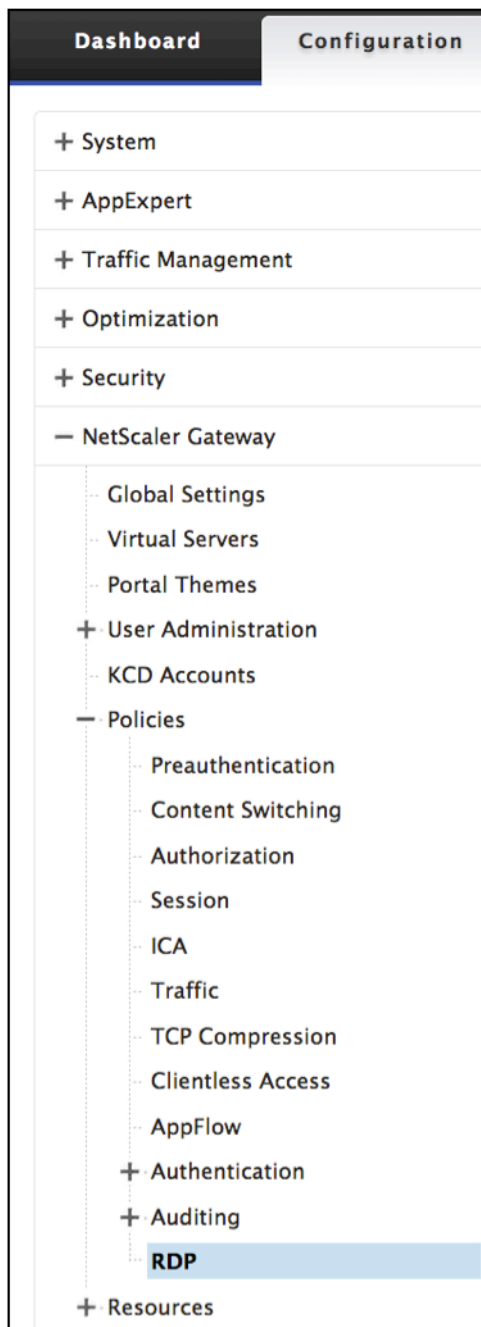 Dashboard Configuration
System
AppExpert
Traffic Management
Optimization
Security
NetScaler Gateway
Global Settings
Virtual Servers
Portal Themes
User Administration
KCD Accounts
Policies
Preauthentication
Content Switching
Authorization
Session
ICA
Traffic
TCP Compression
Clientless Access
AppFlow
Authentication
Auditing
RDP
Resources